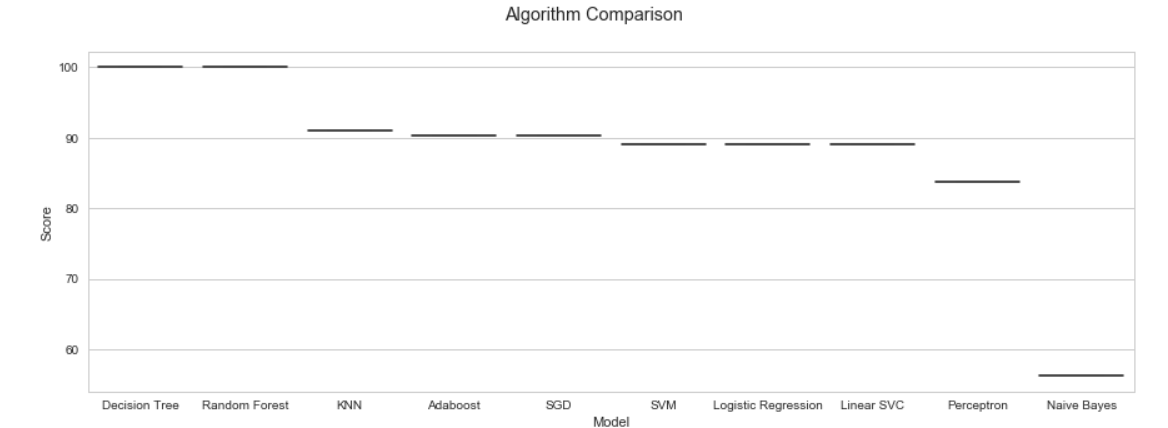 Algorithm Comparison
100
90
80
70
60
Score
Decision Tree Random Forest KNN Adaboost SGD SVM Logistic Regression Linear SVC Perceptron Naive Bayes
Model